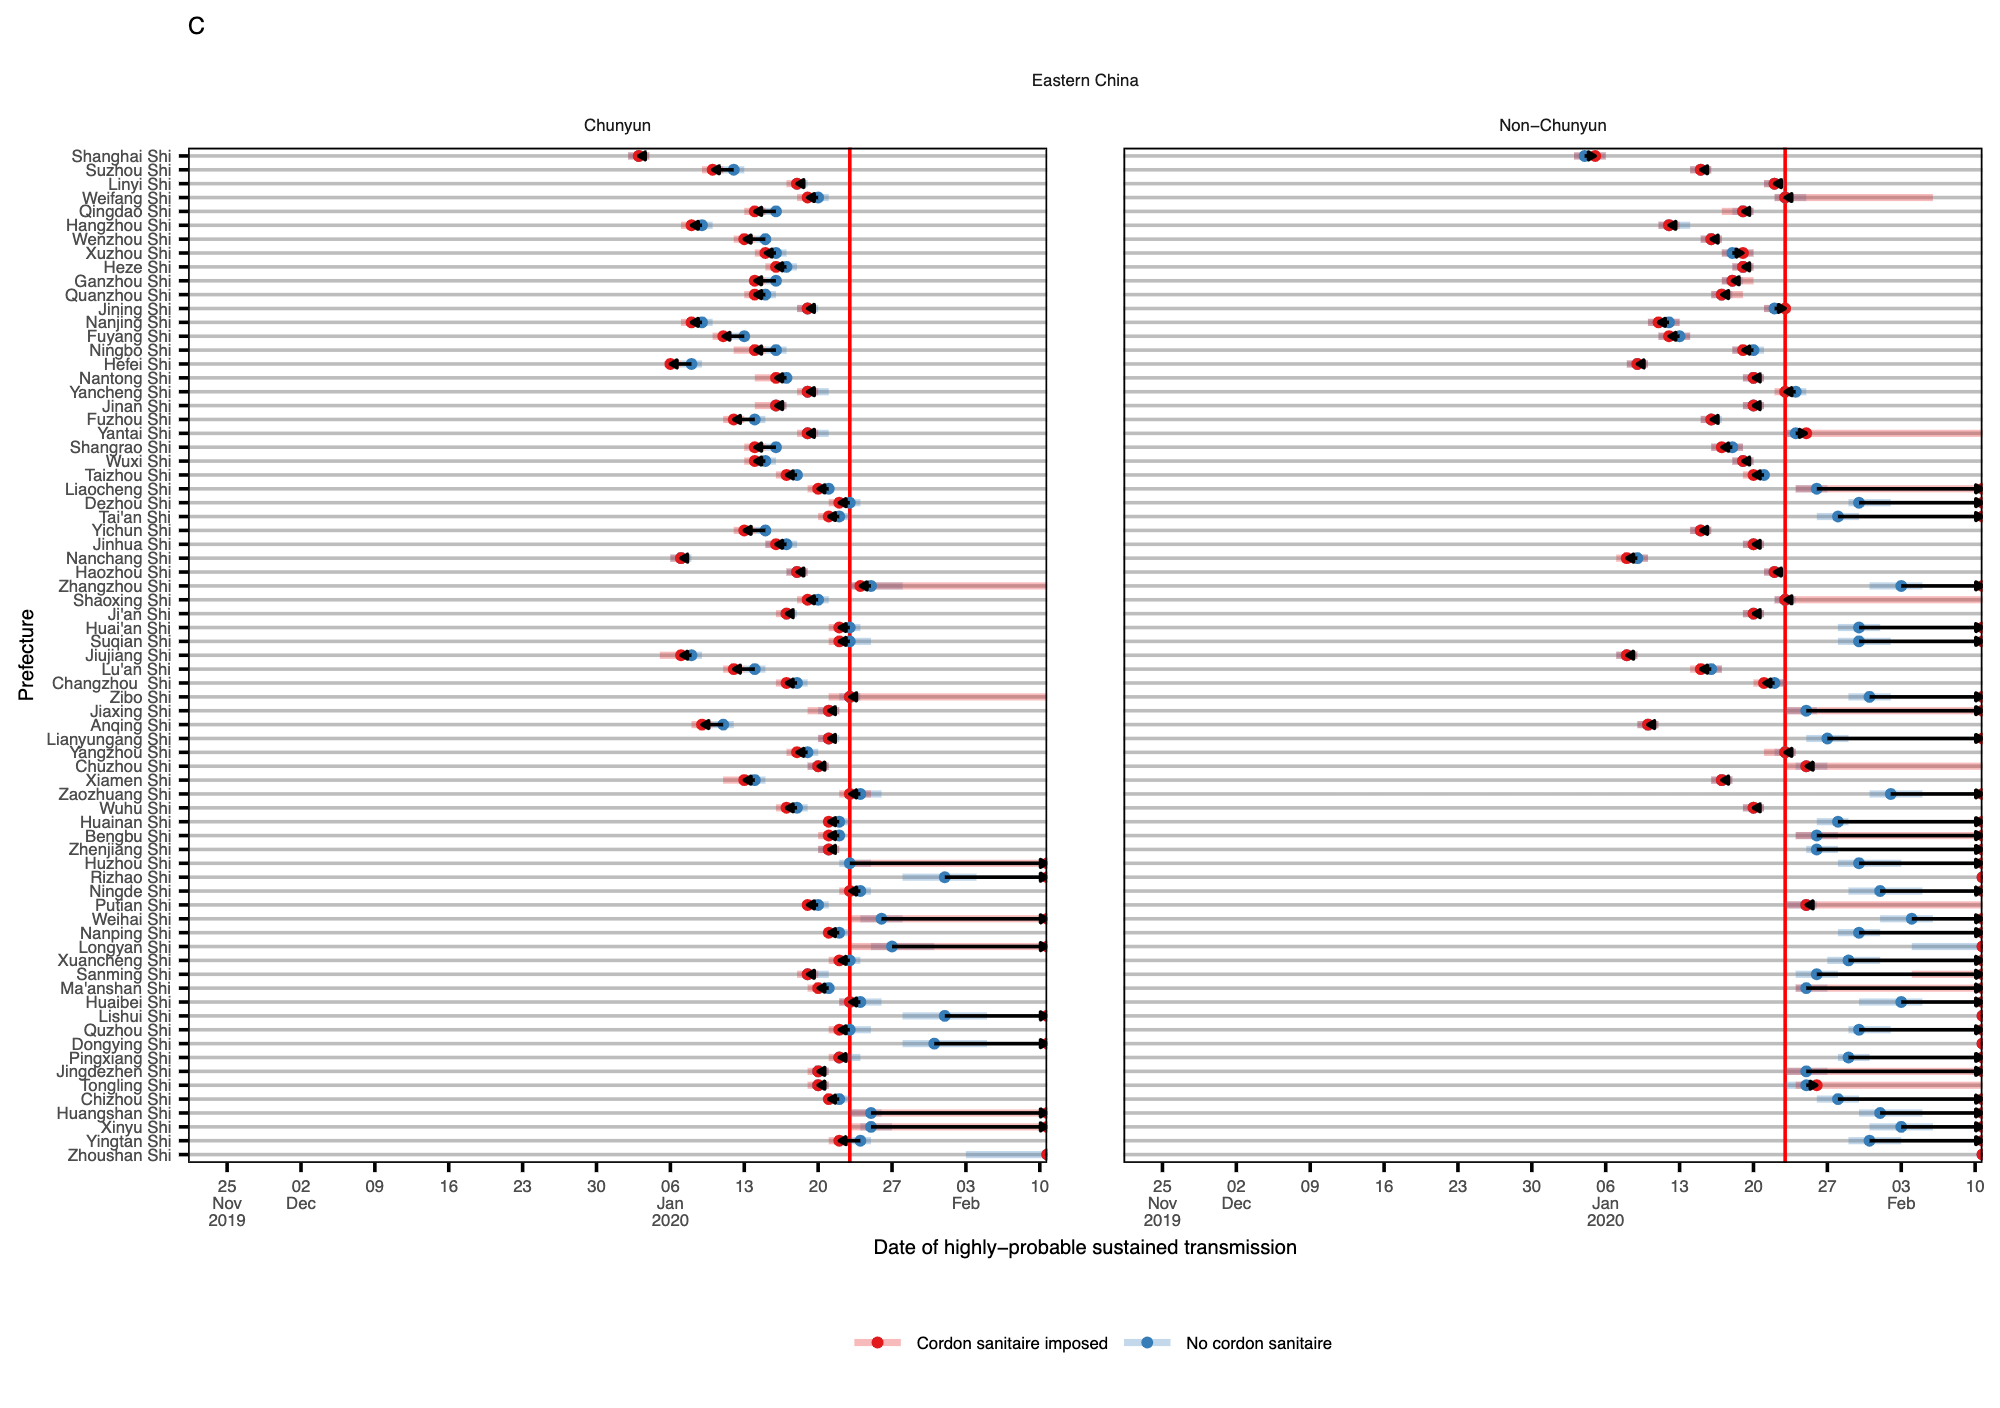 C
Eastern China
Chunyun
Non−Chunyun
Prefecture
Shanghai Shi
Suzhou Shi
Linyi Shi
Weifang Shi
Qingdao Shi
Hangzhou Shi
Wenzhou Shi
Xuzhou Shi
Heze Shi
Ganzhou Shi
Quanzhou Shi
Jining Shi
Nanjing Shi
Fuyang Shi
Ningbo Shi
Hefei Shi
Nantong Shi
Yancheng Shi
Jinan Shi
Fuzhou Shi
Yantai Shi
Shangrao Shi
Wuxi Shi
Taizhou Shi
Liaocheng Shi
Dezhou Shi
Tai'an Shi
Yichun Shi
Jinhua Shi
Nanchang Shi
Haozhou Shi
Zhangzhou Shi
Shaoxing Shi
Ji'an Shi
Huai'an Shi
Suqian Shi
Jiujiang Shi
Lu'an Shi
Changzhou Shi
Zibo Shi
Jiaxing Shi
Anqing Shi
Lianyungang Shi
Yangzhou Shi
Chuzhou Shi
Xiamen Shi
Zaozhuang Shi
Wuhu Shi
Huainan Shi
Bengbu Shi
Zhenjiang Shi
Huzhou Shi
Rizhao Shi
Ningde Shi
Putian Shi
Weihai Shi
Nanping Shi
Longyan Shi
Xuancheng Shi
Sanming Shi
Ma'anshan Shi
Huaibei Shi
Lishui Shi
Quzhou Shi
Dongying Shi
Pingxiang Shi
Jingdezhen Shi
Tongling Shi
Chizhou Shi
Huangshan Shi
Xinyu Shi
Yingtan Shi
Zhoushan Shi
25 02 09 16 23 30 06 13 20 27 03 10
Nov Dec Jan Feb
2019 2020
25 02 09 16 23 30 06 13 20 27 03 10
Nov Dec Jan Feb
2019 2020
Date of highly−probable sustained transmission
Cordon sanitaire imposed
No cordon sanitaire